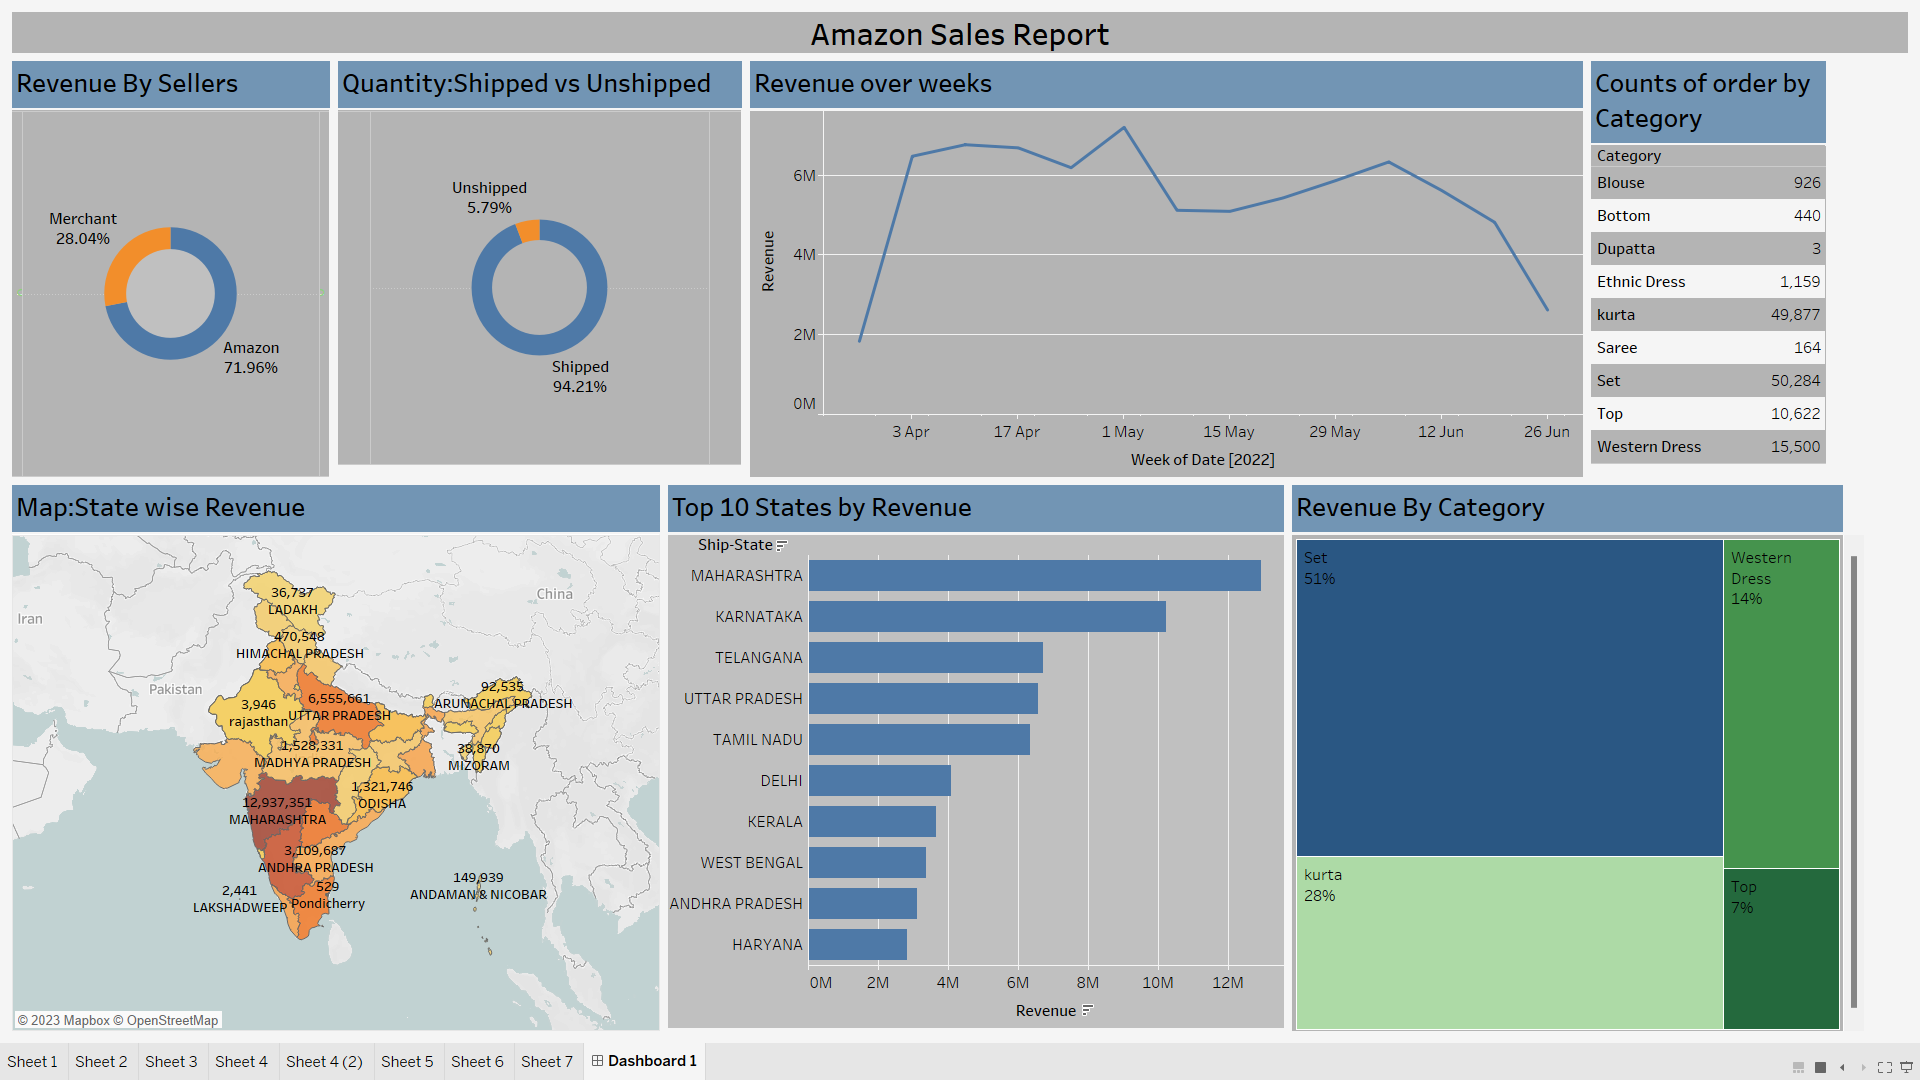 Amazon Sales Report
Revenue By Sellers
Merchant
28.04%
Amazon
71.96%
Quantity:Shipped vs Unshipped
Unshipped
5.79%
Shipped
94.21%
Revenue over weeks
Revenue
6M
4M
2M
0M
3 Apr
17 Apr
1 May
15 May
29 May
12 Jun
26 Jun
Week of Date [2022]
Counts of order by
Category
Category
Blouse 926
Bottom 440
Dupatta 3
Ethnic Dress 1,159
kurta 49,877
Saree 164
Set 50,284
Top 10,622
Western Dress 15,500
Map:State wise Revenue
Iran
China
Pakistan
36,737
LADAKH
470,548
HIMACHAL PRADESH
92,535
ARUNACHAL PRADESH
3,946
rajasthan
6,555,661
UTTAR PRADESH
1,528,331
MADHYA PRADESH
38,870
MIZORAM
1,321,746
ODISHA
12,937,351
MAHARASHTRA
3,109,687
ANDHRA PRADESH
2,441
LAKSHADWEEP
529
Pondicherry
149,939
ANDAMAN & NICOBAR
© 2023 Mapbox © OpenStreetMap
Top 10 States by Revenue
Ship-State
MAHARASHTRA
KARNATAKA
TELANGANA
UTTAR PRADESH
TAMIL NADU
DELHI
KERALA
WEST BENGAL
ANDHRA PRADESH
HARYANA
0M 2M 4M 6M 8M 10M 12M
Revenue
Revenue By Category
Set
51%
Western
Dress
14%
kurta
28%
Top
7%
Sheet 1 Sheet 2 Sheet 3 Sheet 4 Sheet 4 (2) Sheet 5 Sheet 6 Sheet 7 Dashboard 1